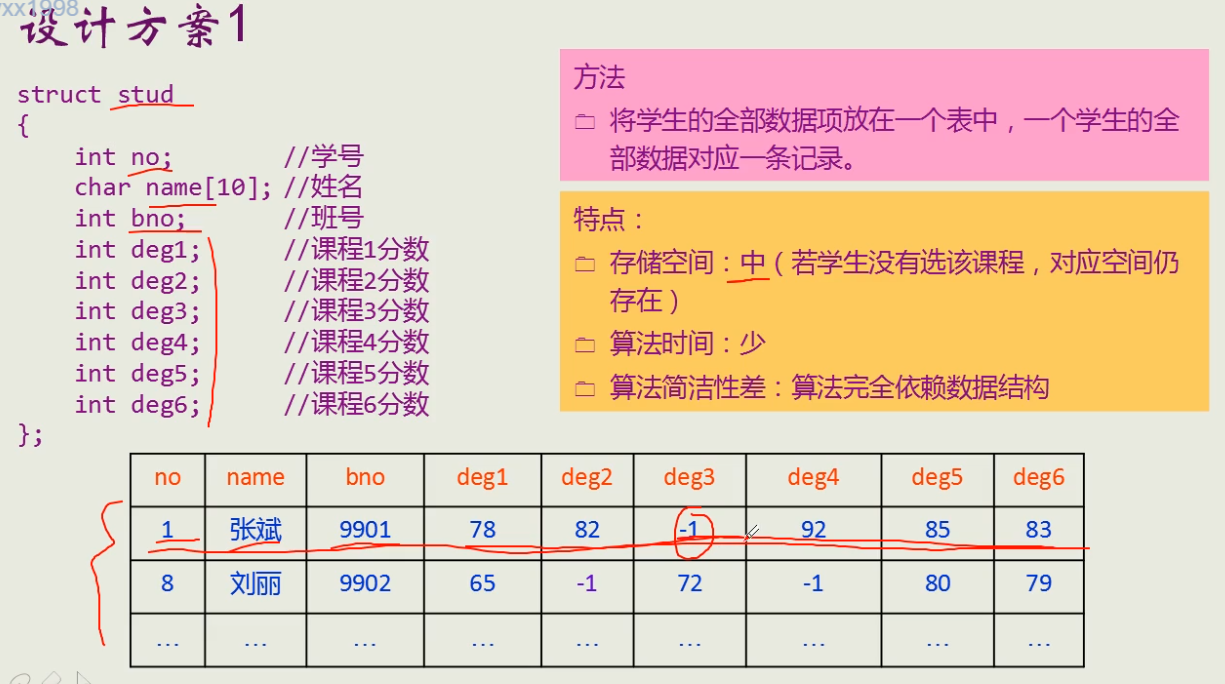 xx1998
设计方案1
struct stud
{
int no; //学号
char name[10]; //姓名
int bno; //班号
int deg1; //课程1分数
int deg2; //课程2分数
int deg3; //课程3分数
int deg4; //课程4分数
int deg5; //课程5分数
int deg6; //课程6分数
};
方法
将学生的全部数据项放在一个表中，一个学生的全
部数据对应一条记录。
特点：
存储空间：中（若学生没有选该课程，对应空间仍
存在）
算法时间：少
算法简洁性差：算法完全依赖数据结构
no name bno deg1 deg2 deg3 deg4 deg5 deg6
1 张斌 9901 78 82 -1 92 85 83
8 刘丽 9902 65 -1 72 -1 80 79
… … … … … … … … …